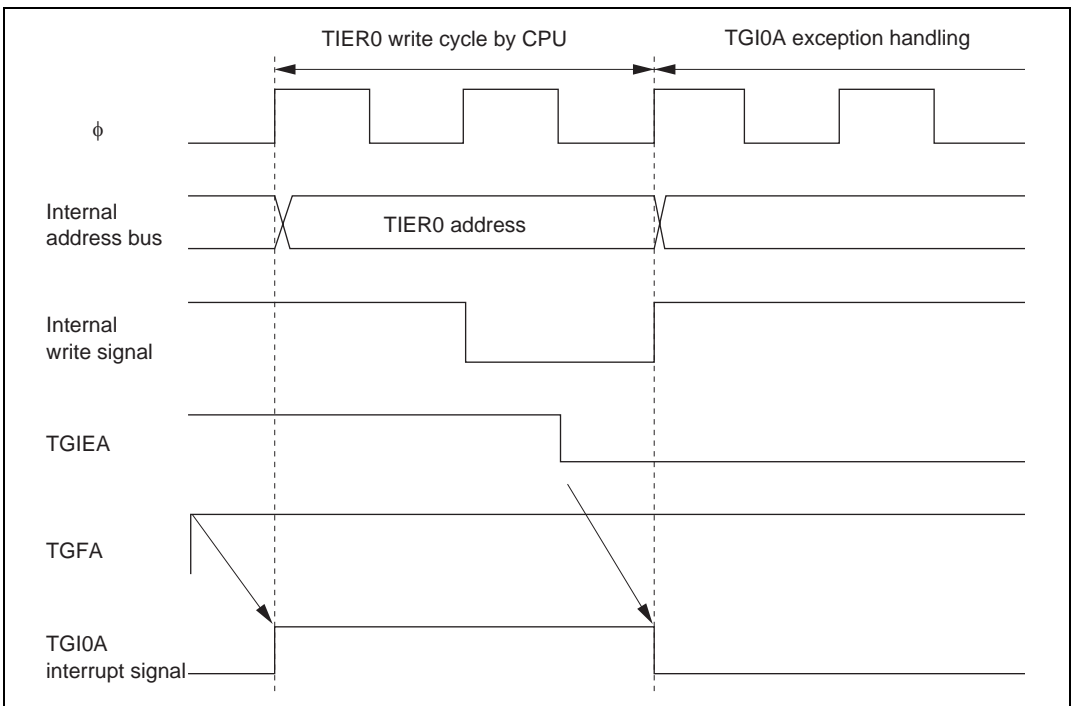 TIER0 write cycle by CPU
TGI0A exception handling
ϕ
Internal
address bus
TIER0 address
Internal
write signal
TGIEA
TGFA
TGI0A
interrupt signal